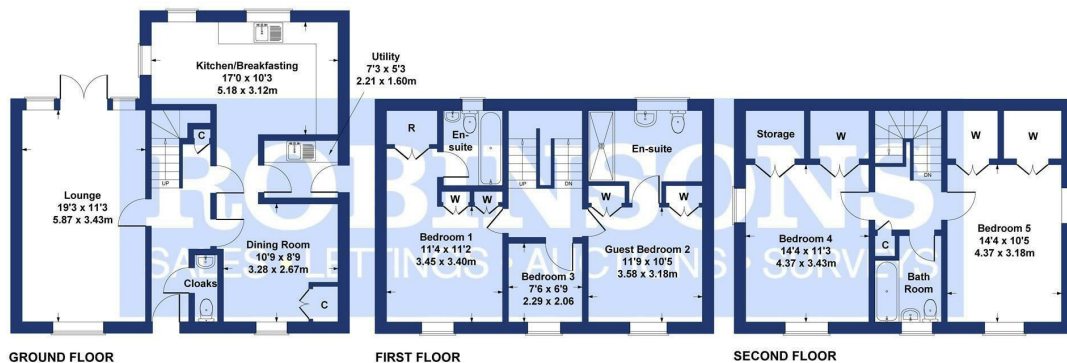 Kitchen/Breakfasting
17'0 x 10'3
5.18 x 3.12m
Utility
7'3 x 5'3
2.21 x 1.60m
C
UP
Lounge
19'3 x 11'3
5.87 x 3.43m
Dining Room
10'9 x 8'9
3.28 x 2.67m
Cloaks
C
GROUND FLOOR
R
En-
suite
En-suite
UP
DN
W
W
W
W
Bedroom 1
11'4 x 11'2
3.45 x 3.40m
Bedroom 3
7'6 x 6'9
2.29 x 2.06
Guest Bedroom 2
11'9 x 10'5
3.58 x 3.18m
FIRST FLOOR
Storage
W
W
W
DN
Bedroom 4
14'4 x 11'3
4.37 x 3.43m
C
Bath
Room
Bedroom 5
14'4 x 10'5
4.37 x 3.18m
SECOND FLOOR
ROBINSONS
SALES • LETTINGS • AUCTIONS • SURVEYS